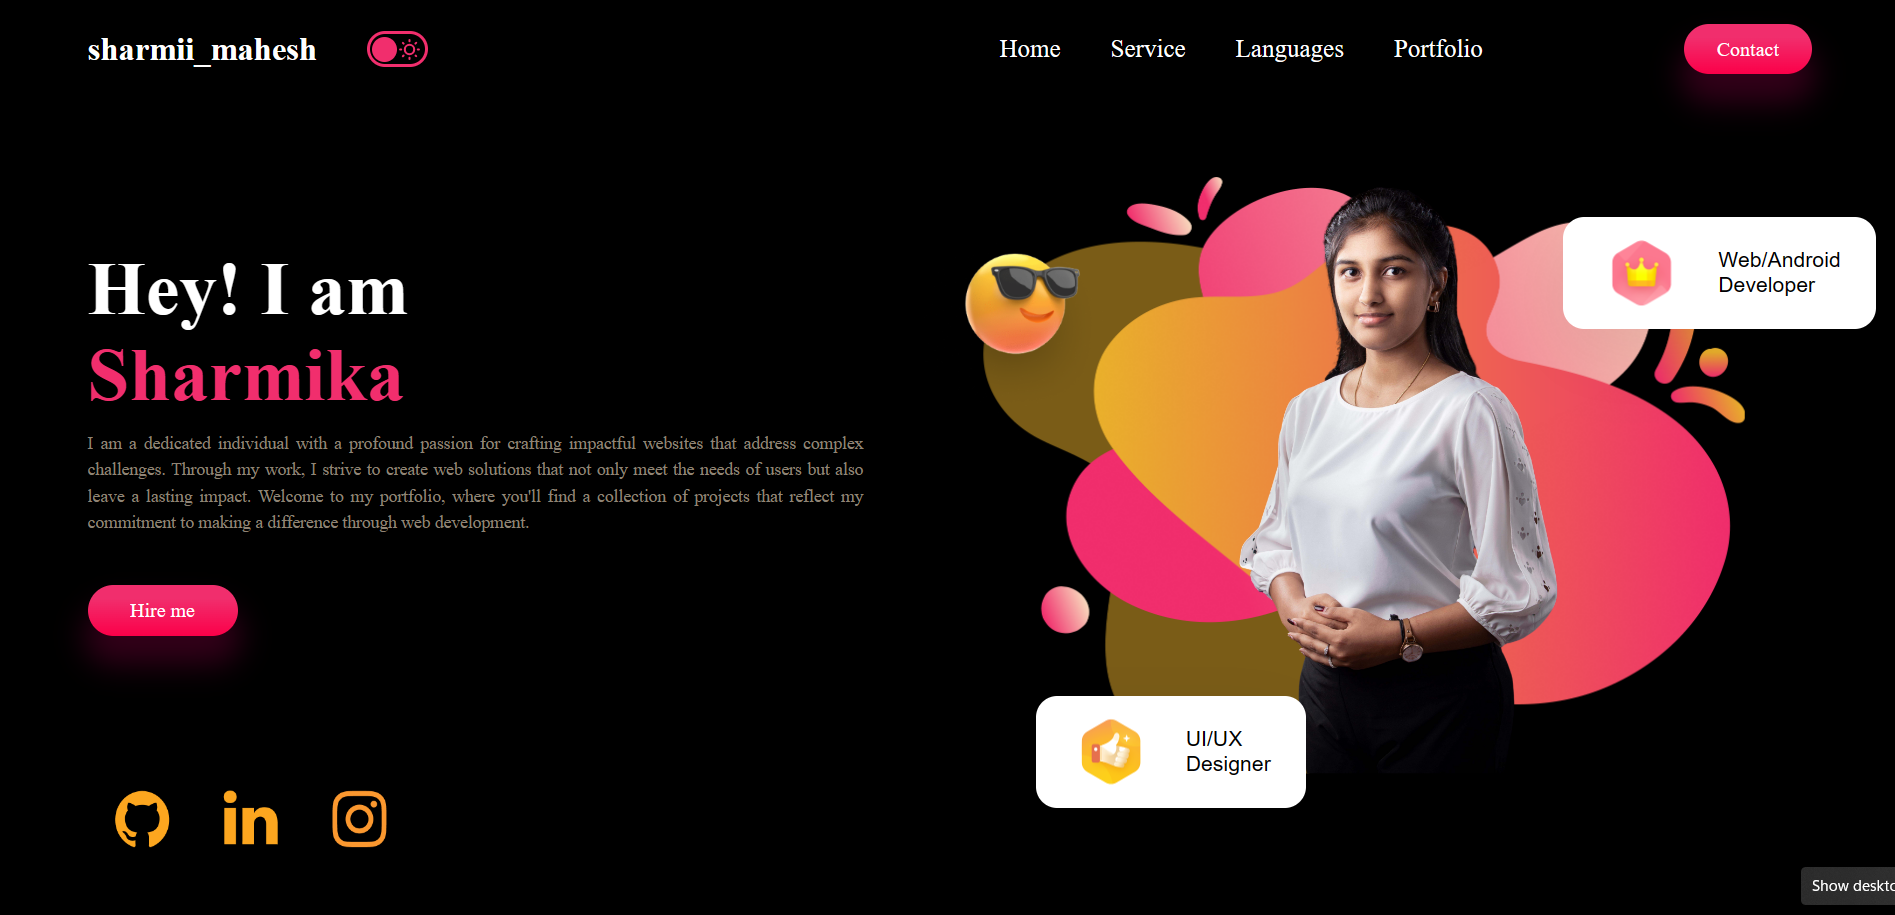 sharmii_mahesh
Home Service Languages Portfolio
Contact
Hey! I am
Sharmika
I am a dedicated individual with a profound passion for crafting impactful websites that address complex
challenges. Through my work, I strive to create web solutions that not only meet the needs of users but also
leave a lasting impact. Welcome to my portfolio, where you'll find a collection of projects that reflect my
commitment to making a difference through web development.
Hire me
Web/Android
Developer
UI/UX
Designer
in
Show deskto